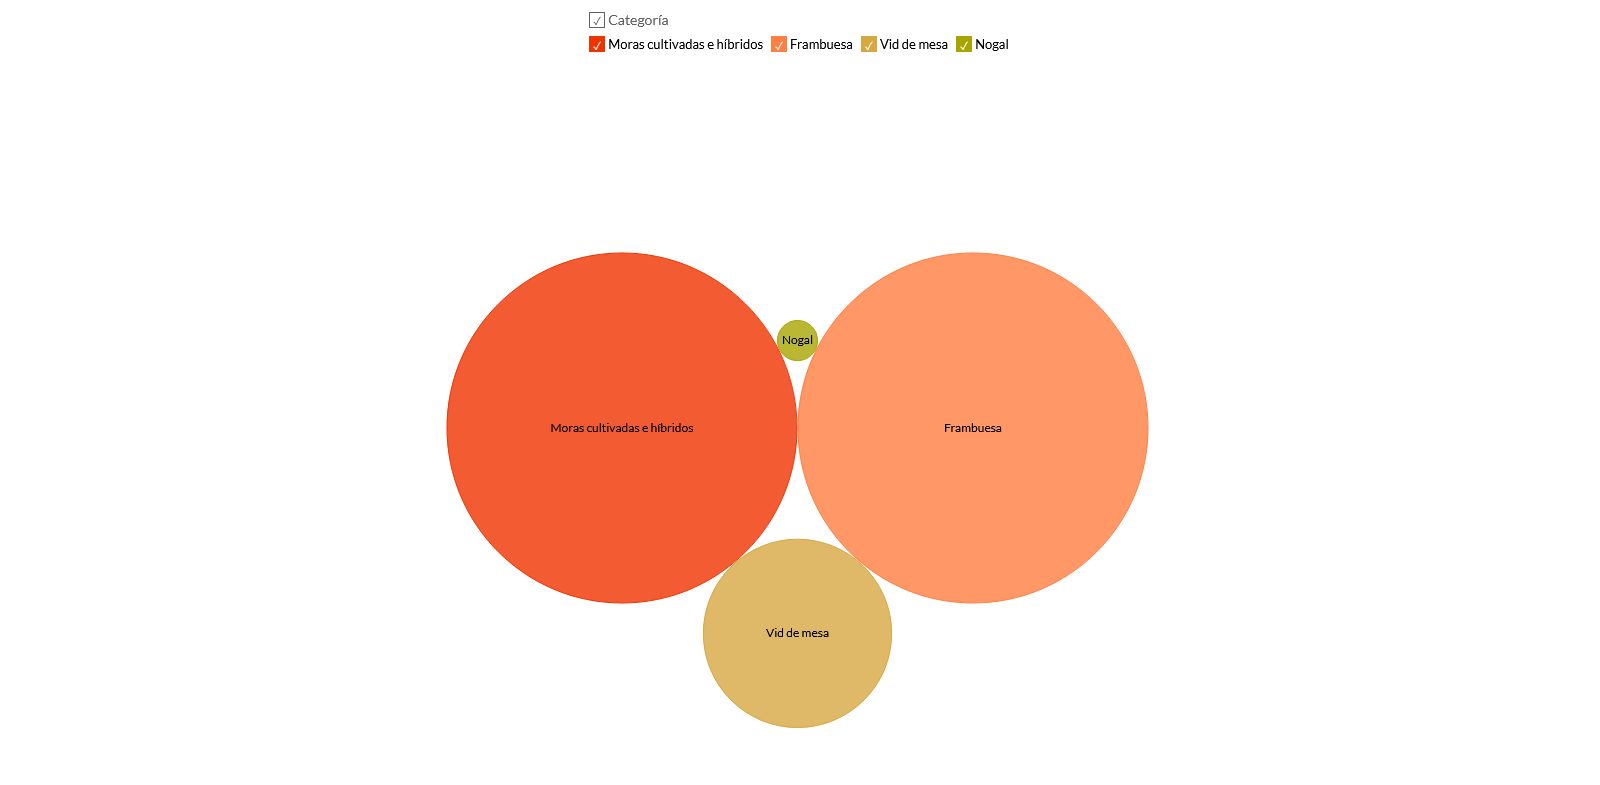 Categoría
Moras cultivadas e híbridos Frambuesa Vid de mesa Nogal
Nogal
Moras cultivadas e híbridos
Frambuesa
Vid de mesa